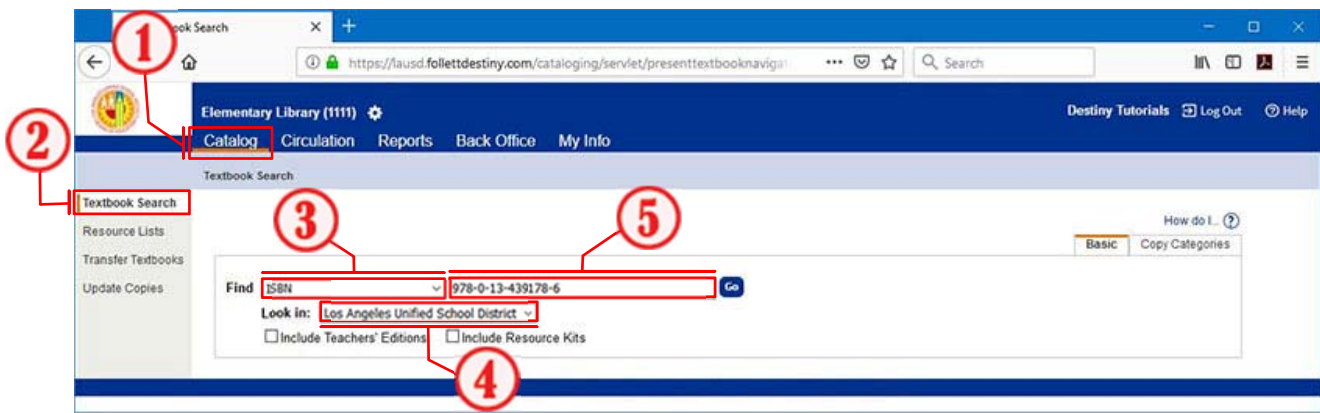 ook Search
1
https://lausd.follettdestiny.com/cataloging/servlet/presenttextbooknavigat
Search
Elementary Library (1111)
Destiny Tutorials Log Out Help
2
Catalog Circulation Reports Back Office My Info
Textbook Search
Textbook Search
3
5
How do I...
Resource Lists
Basic Copy Categories
Transfer Textbooks
Update Copies
Find ISBN 978-0-13-439178-6 Go
Look in: Los Angeles Unified School District
Include Teachers' Editions Include Resource Kits
4